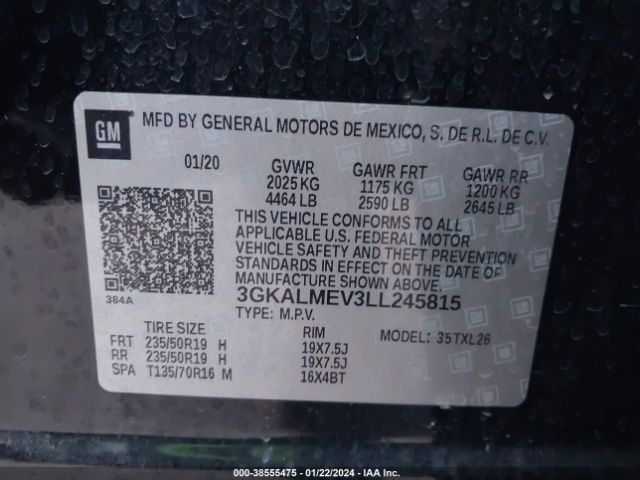 GM
MFD BY GENERAL MOTORS DE MEXICO, S. DE R.L. DE C.V.
01/20 GVWR GAWR FRT GAWR RR
2025 KG 1175 KG 1200 KG
4464 LB 2590 LB 2645 LB
THIS VEHICLE CONFORMS TO ALL
APPLICABLE U.S. FEDERAL MOTOR
VEHICLE SAFETY AND THEFT PREVENTION
STANDARDS IN EFFECT ON THE DATE OF
MANUFACTURE SHOWN ABOVE.
384A 3GKALMEV3LL245815
TYPE: M.P.V.
TIRE SIZE RIM MODEL: 35TXL26
FRT 235/50R19 H 19X7.5J
RR 235/50R19 H 19X7.5J
SPA T135/70R16 M 16X4BT
000-38555475 - 01/22/2024 - IAA Inc.